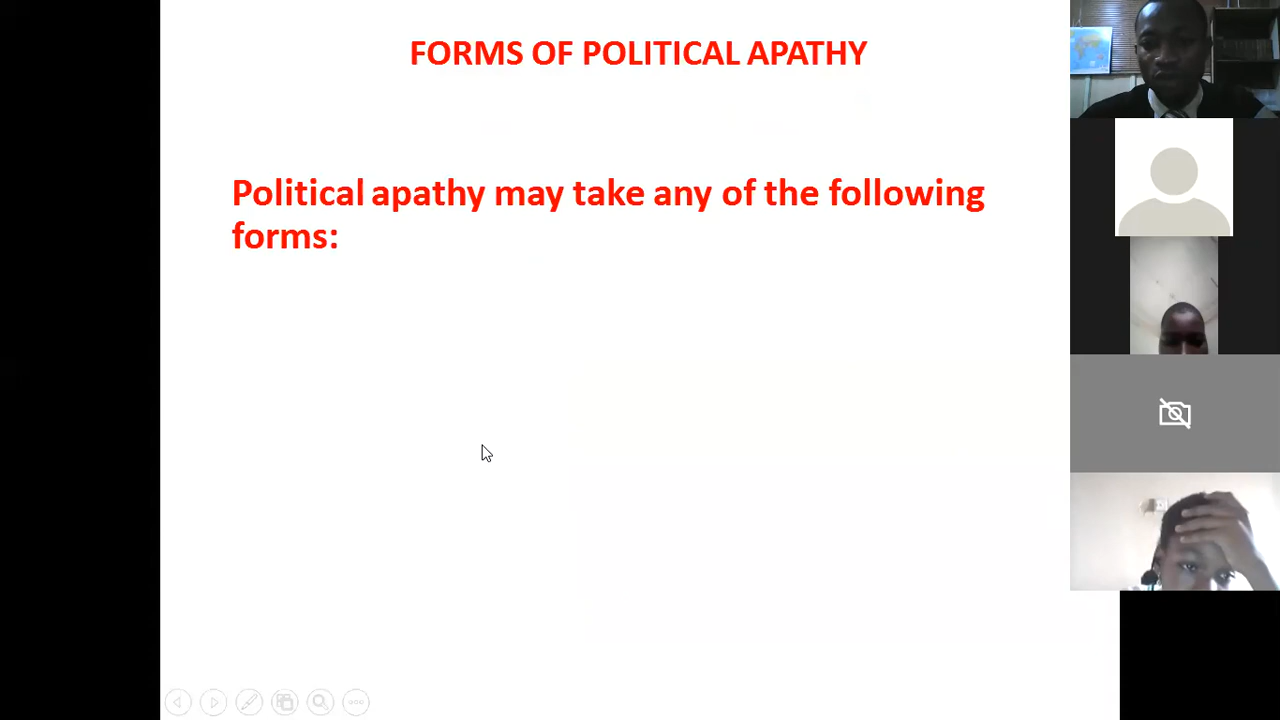 FORMS OF POLITICAL APATHY
Political apathy may take any of the following
forms: